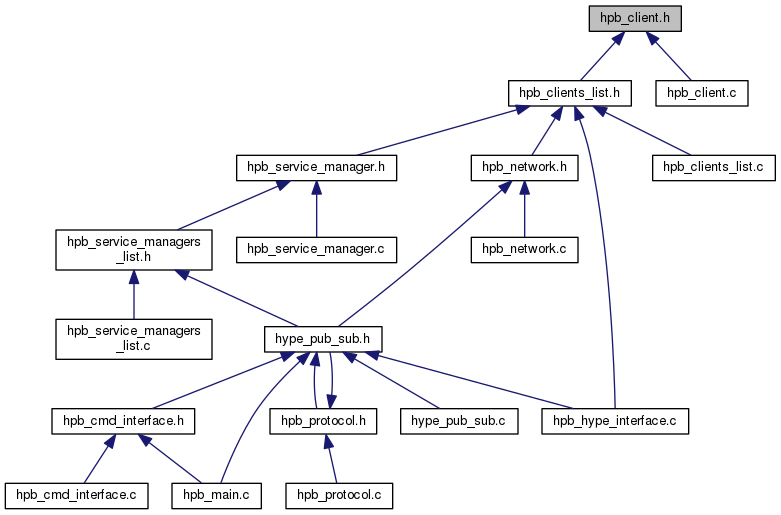 hpb_client.h
hpb_clients_list.h
hpb_client.c
hpb_service_manager.h
hpb_network.h
hpb_clients_list.c
hpb_service_managers
_list.h
hpb_service_manager.c
hpb_network.c
hpb_service_managers
_list.c
hype_pub_sub.h
hpb_cmd_interface.h
hpb_protocol.h
hype_pub_sub.c
hpb_hype_interface.c
hpb_cmd_interface.c
hpb_main.c
hpb_protocol.c